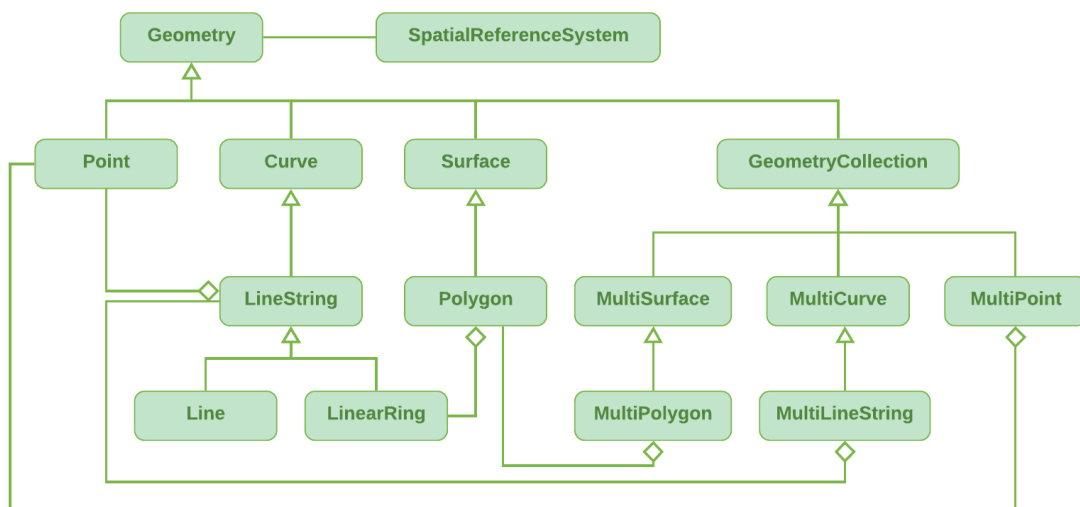 Geometry
SpatialReferenceSystem
Point
Curve
Surface
GeometryCollection
LineString
Polygon
MultiSurface
MultiCurve
MultiPoint
Line
LinearRing
MultiPolygon
MultiLineString